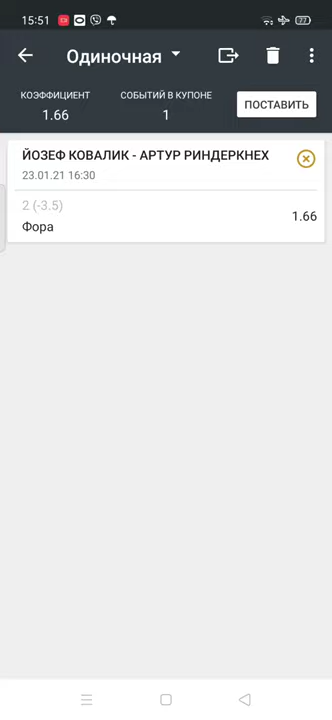 15:51
77
Одиночная
КОЭФФИЦИЕНТ
СОБЫТИЙ В КУПОНЕ
1.66
1
ПОСТАВИТЬ
ЙОЗЕФ КОВАЛИК - АРТУР РИНДЕРКНЕХ
23.01.21 16:30
2 (-3.5)
1.66
Фора